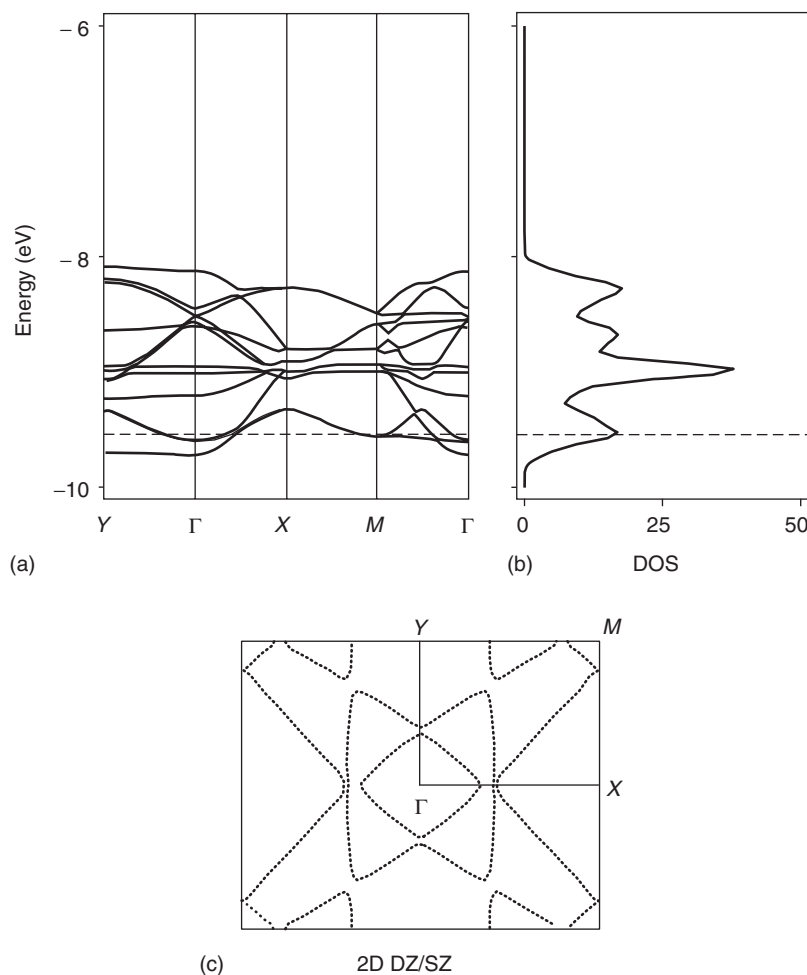 −6
−8
−10
Energy (eV)
Y Γ X M Γ
(a)
0 25 50
(b) DOS
Y M
Γ X
(c) 2D DZ/SZ